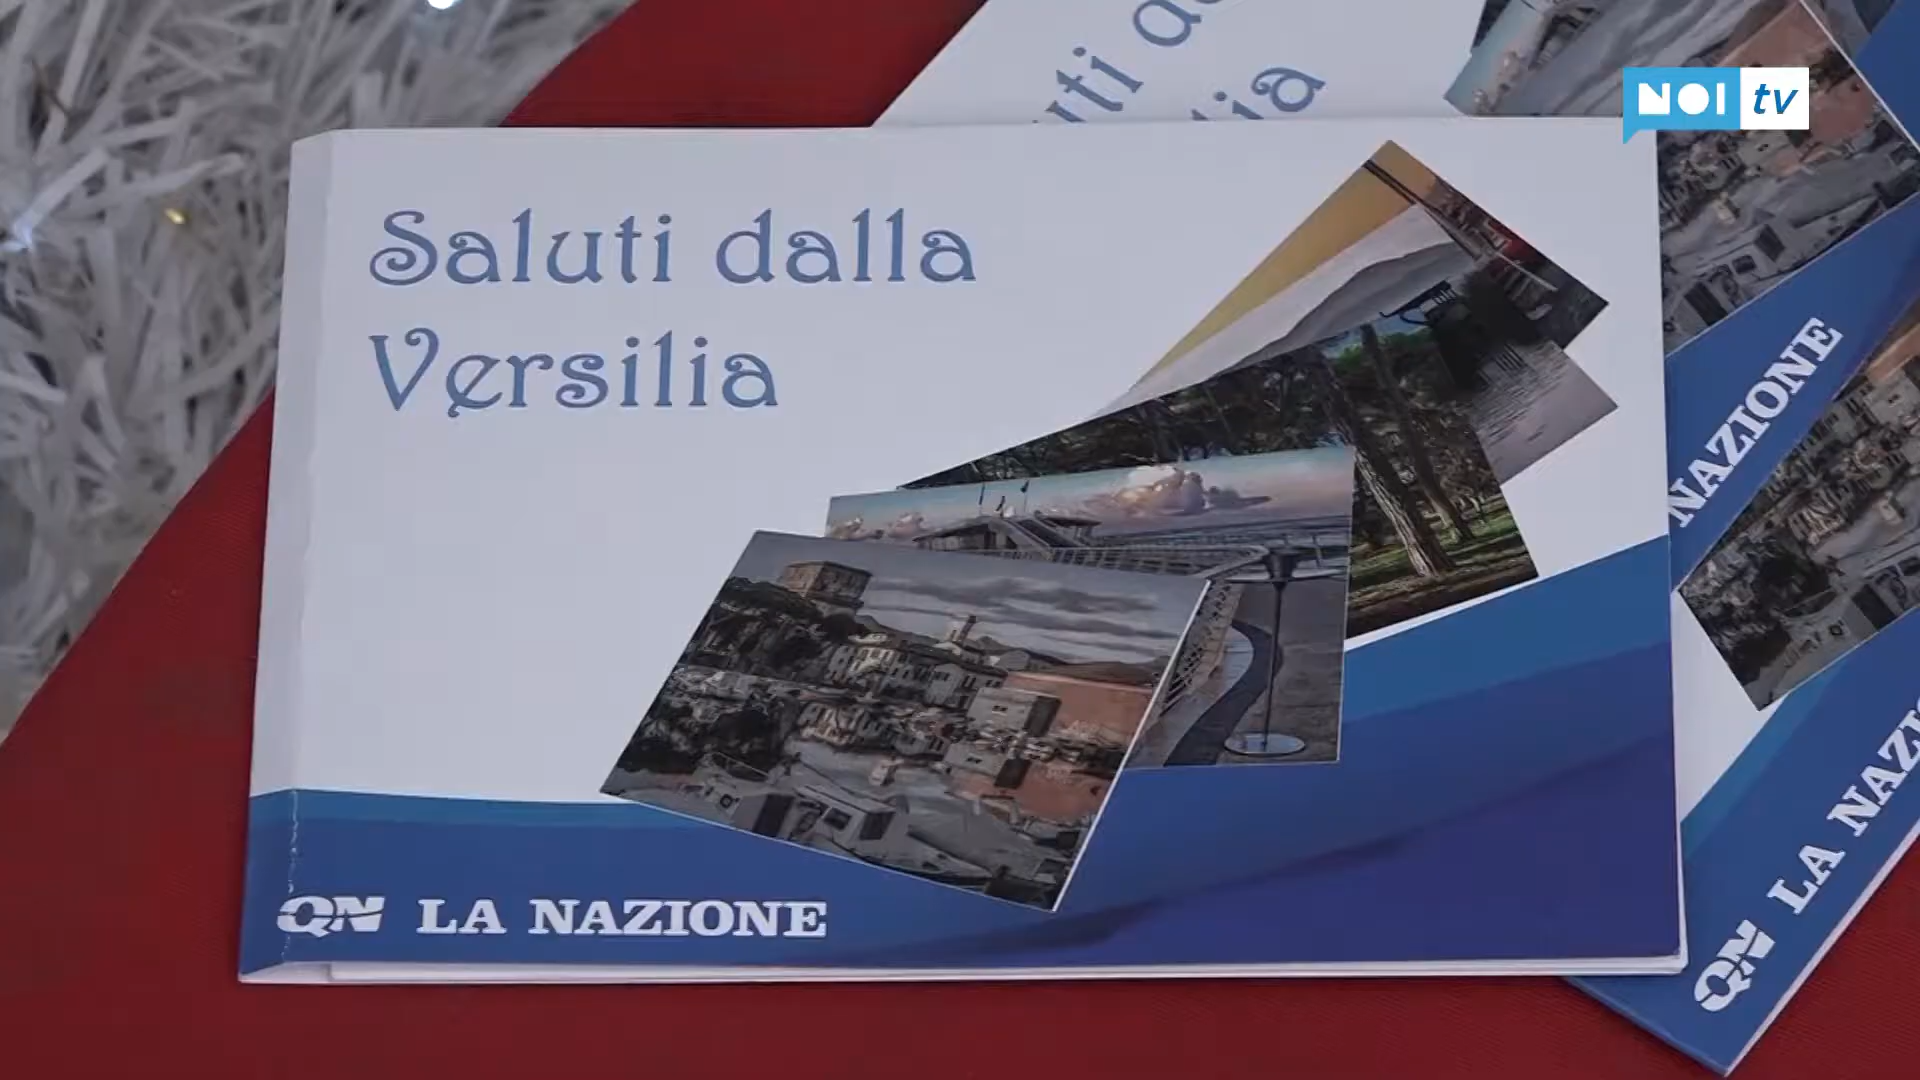 NOI tv
Saluti dalla
Versilia
QN LA NAZIONE
NAZIONE
QN LA NAZI